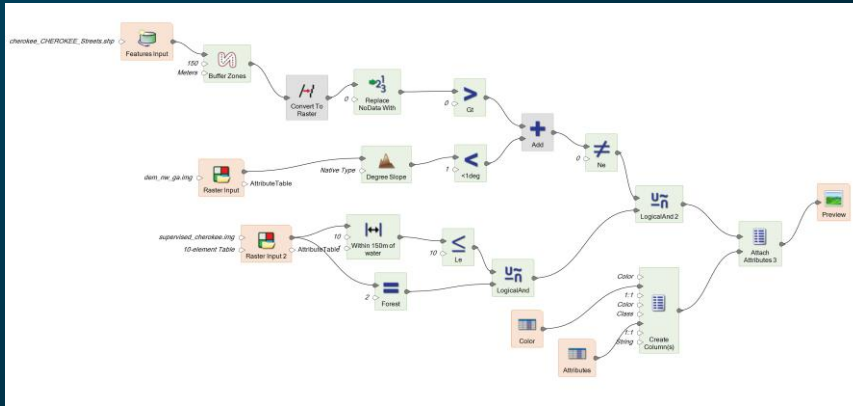 cherokee_CHEROKEE_Streets.shp
Features Input
150
Meters
Buffer Zones
Convert To
Raster
0
Replace
NoData With
0
Gt
Add
0
Ne
dem_nw_ga.img
Raster Input
AttributeTable
Native Type
Degree Slope
1
<1deg
supervised_cherokee.img
10-element Table
Raster Input 2
AttributeTable
10
Within 150m of
water
10
Le
2
Forest
LogicalAnd
LogicalAnd 2
Attach
Attributes 3
Preview
Color
1:1
Color
Class
1:1
String
Create
Column(s)
Color
Attributes